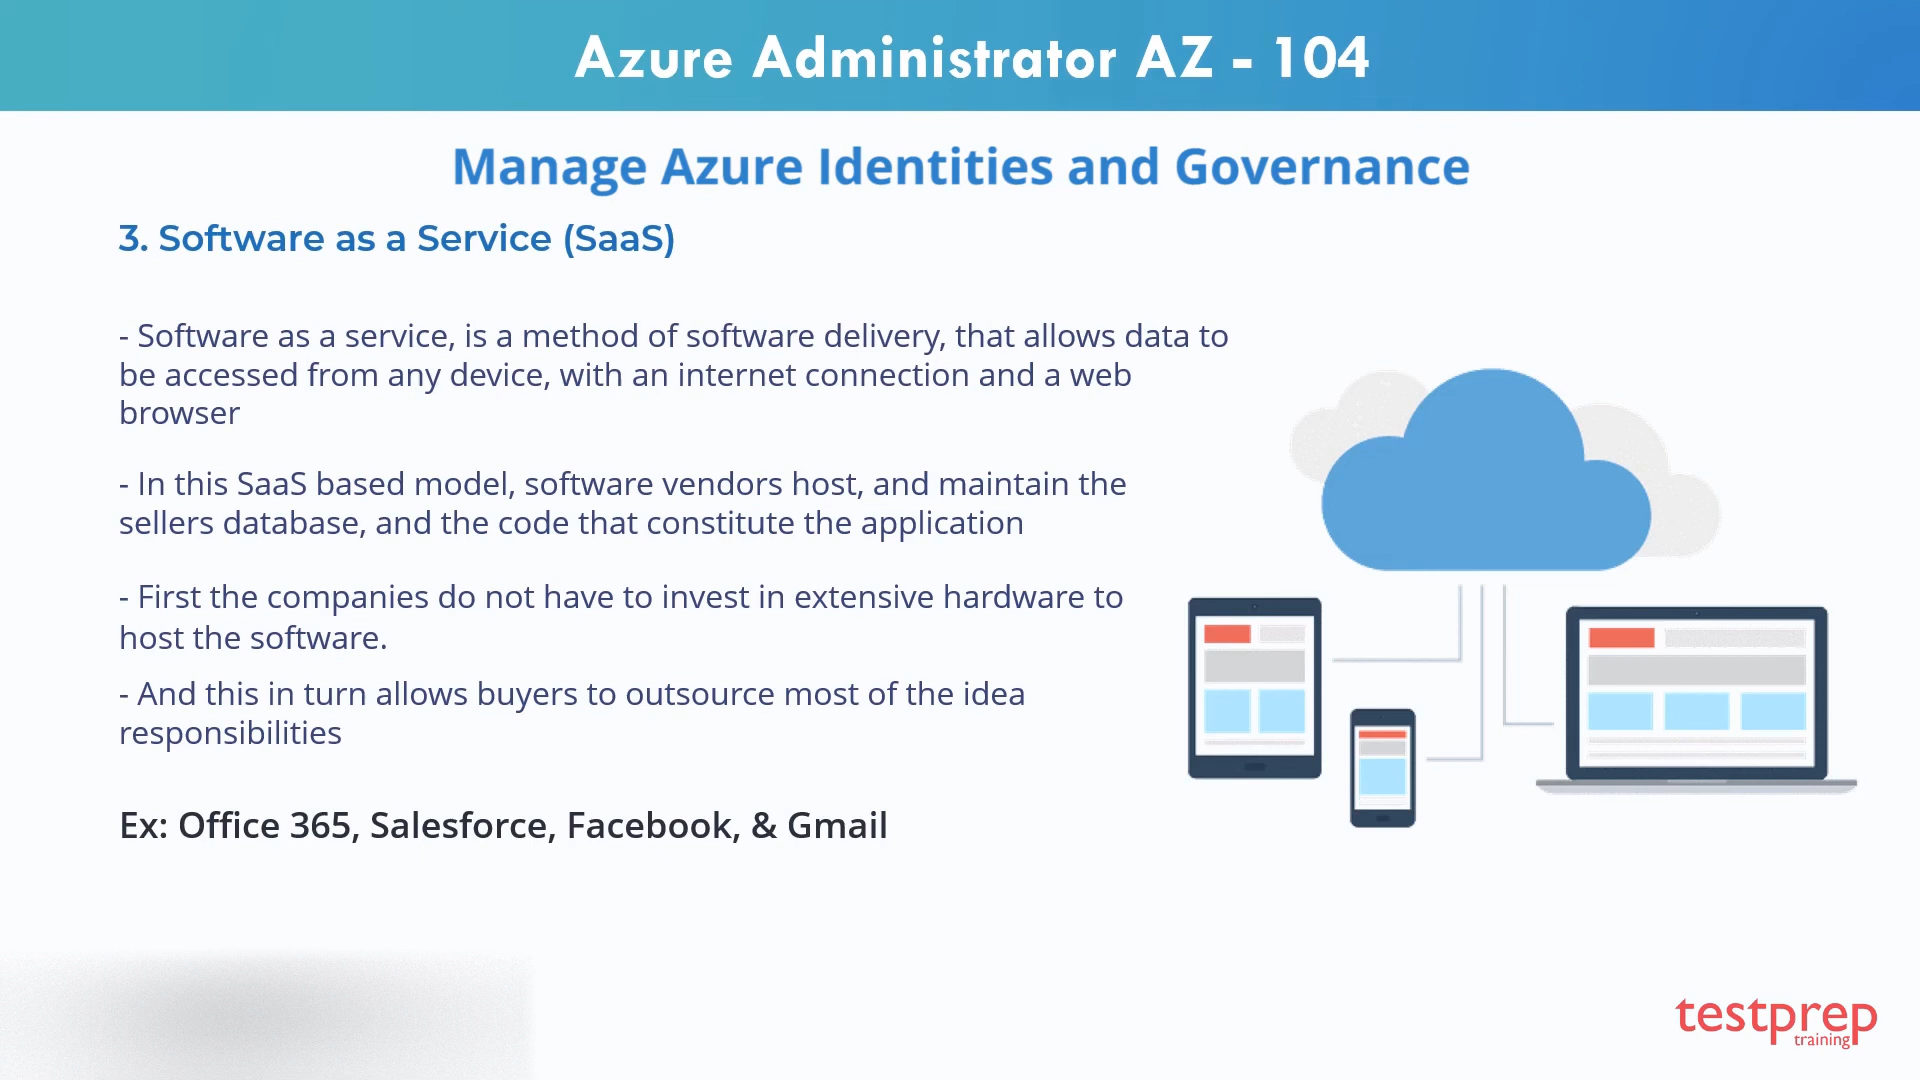 Azure Administrator AZ - 104
Manage Azure Identities and Governance
3. Software as a Service (SaaS)
- Software as a service, is a method of software delivery, that allows data to
be accessed from any device, with an internet connection and a web
browser
- In this SaaS based model, software vendors host, and maintain the
sellers database, and the code that constitute the application
- First the companies do not have to invest in extensive hardware to
host the software.
- And this in turn allows buyers to outsource most of the idea
responsibilities
Ex: Office 365, Salesforce, Facebook, & Gmail
testprep
training